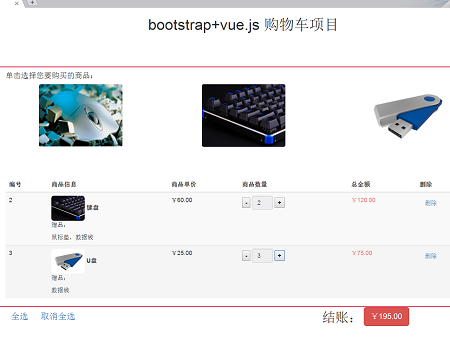 bootstrap+vue.js 购物车项目
单击选择您要购买的商品：
编号 商品信息 商品单价 商品数量 总金额 删除
2 键盘 ￥60.00 - 2 + ￥120.00 删除
赠品：
鼠标垫、数据线
3 U盘 ￥25.00 - 3 + ￥75.00 删除
赠品：
数据线
全选 取消全选 结账： ￥195.00